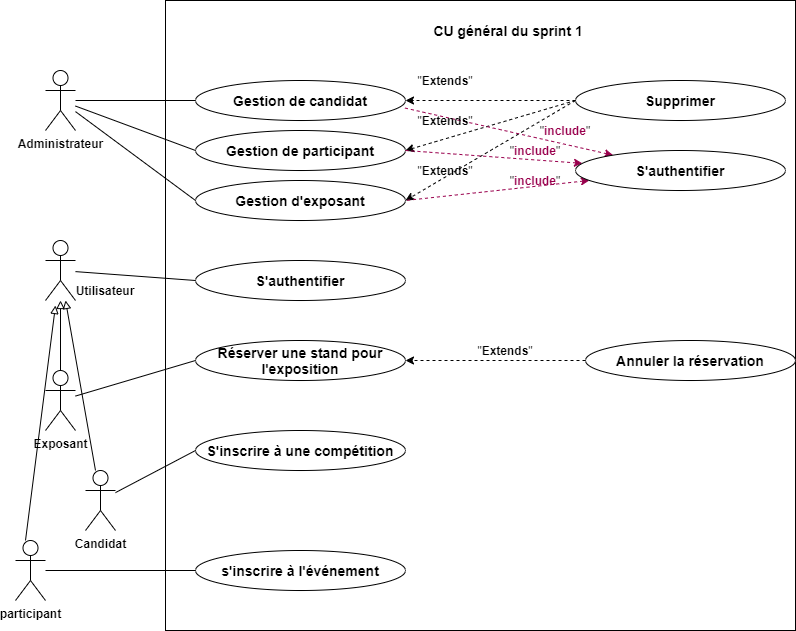 CU général du sprint 1
"Extends"
Gestion de candidat
Supprimer
Administrateur
"Extends"
"include"
Gestion de participant
"include"
"Extends"
S'authentifier
"include"
Gestion d'exposant
Utilisateur
S'authentifier
Réserver une stand pour
l'exposition
"Extends"
Annuler la réservation
Exposant
S'inscrire à une compétition
Candidat
s'inscrire à l'événement
participant